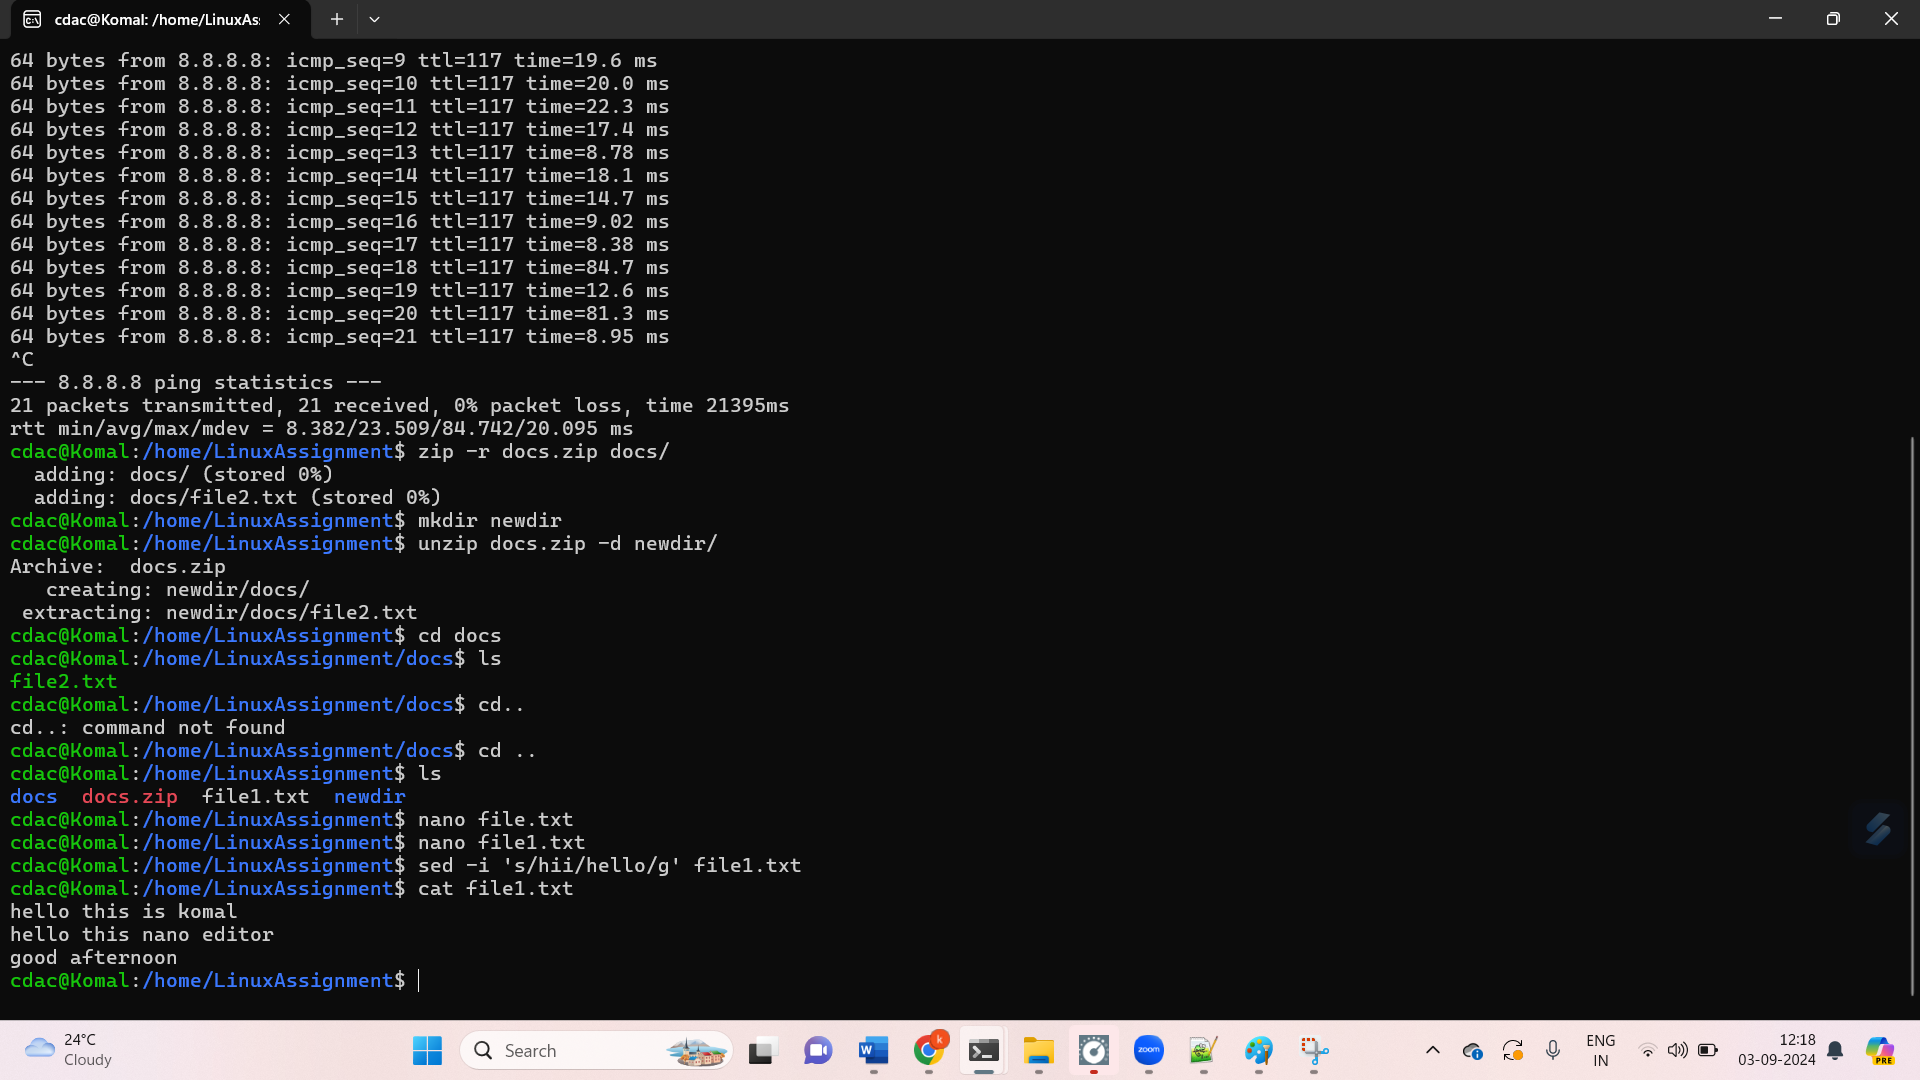 cdac@Komal: /home/LinuxAs:
64 bytes from 8.8.8.8: icmp_seq=9 ttl=117 time=19.6 ms
64 bytes from 8.8.8.8: icmp_seq=10 ttl=117 time=20.0 ms
64 bytes from 8.8.8.8: icmp_seq=11 ttl=117 time=22.3 ms
64 bytes from 8.8.8.8: icmp_seq=12 ttl=117 time=17.4 ms
64 bytes from 8.8.8.8: icmp_seq=13 ttl=117 time=8.78 ms
64 bytes from 8.8.8.8: icmp_seq=14 ttl=117 time=18.1 ms
64 bytes from 8.8.8.8: icmp_seq=15 ttl=117 time=14.7 ms
64 bytes from 8.8.8.8: icmp_seq=16 ttl=117 time=9.02 ms
64 bytes from 8.8.8.8: icmp_seq=17 ttl=117 time=8.38 ms
64 bytes from 8.8.8.8: icmp_seq=18 ttl=117 time=84.7 ms
64 bytes from 8.8.8.8: icmp_seq=19 ttl=117 time=12.6 ms
64 bytes from 8.8.8.8: icmp_seq=20 ttl=117 time=81.3 ms
64 bytes from 8.8.8.8: icmp_seq=21 ttl=117 time=8.95 ms
^C
--- 8.8.8.8 ping statistics ---
21 packets transmitted, 21 received, 0% packet loss, time 21395ms
rtt min/avg/max/mdev = 8.382/23.509/84.742/20.095 ms
cdac@Komal:/home/LinuxAssignment$ zip -r docs.zip docs/
  adding: docs/ (stored 0%)
  adding: docs/file2.txt (stored 0%)
cdac@Komal:/home/LinuxAssignment$ mkdir newdir
cdac@Komal:/home/LinuxAssignment$ unzip docs.zip -d newdir/
Archive:  docs.zip
   creating: newdir/docs/
 extracting: newdir/docs/file2.txt
cdac@Komal:/home/LinuxAssignment$ cd docs
cdac@Komal:/home/LinuxAssignment/docs$ ls
file2.txt
cdac@Komal:/home/LinuxAssignment/docs$ cd..
cd..: command not found
cdac@Komal:/home/LinuxAssignment/docs$ cd ..
cdac@Komal:/home/LinuxAssignment$ ls
docs  docs.zip  file1.txt  newdir
cdac@Komal:/home/LinuxAssignment$ nano file.txt
cdac@Komal:/home/LinuxAssignment$ nano file1.txt
cdac@Komal:/home/LinuxAssignment$ sed -i 's/hii/hello/g' file1.txt
cdac@Komal:/home/LinuxAssignment$ cat file1.txt
hello this is komal
hello this nano editor
good afternoon
cdac@Komal:/home/LinuxAssignment$
24°C
Cloudy
Search
W
k
zoom
ENG
IN
12:18
03-09-2024
PRE